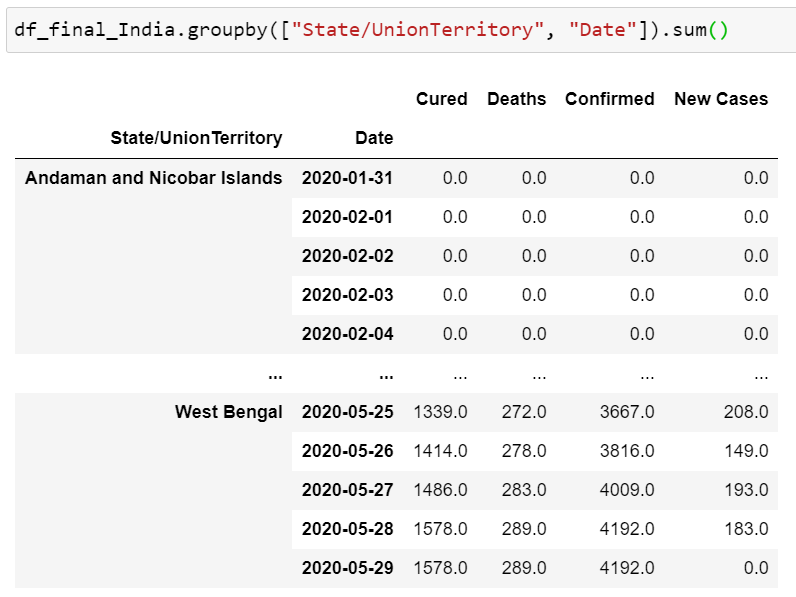 df_final_India.groupby(["State/UnionTerritory", "Date"]).sum()
Cured Deaths Confirmed New Cases
State/UnionTerritory Date
Andaman and Nicobar Islands 2020-01-31 0.0 0.0 0.0 0.0
2020-02-01 0.0 0.0 0.0 0.0
2020-02-02 0.0 0.0 0.0 0.0
2020-02-03 0.0 0.0 0.0 0.0
2020-02-04 0.0 0.0 0.0 0.0
... ... ... ... ... ...
West Bengal 2020-05-25 1339.0 272.0 3667.0 208.0
2020-05-26 1414.0 278.0 3816.0 149.0
2020-05-27 1486.0 283.0 4009.0 193.0
2020-05-28 1578.0 289.0 4192.0 183.0
2020-05-29 1578.0 289.0 4192.0 0.0